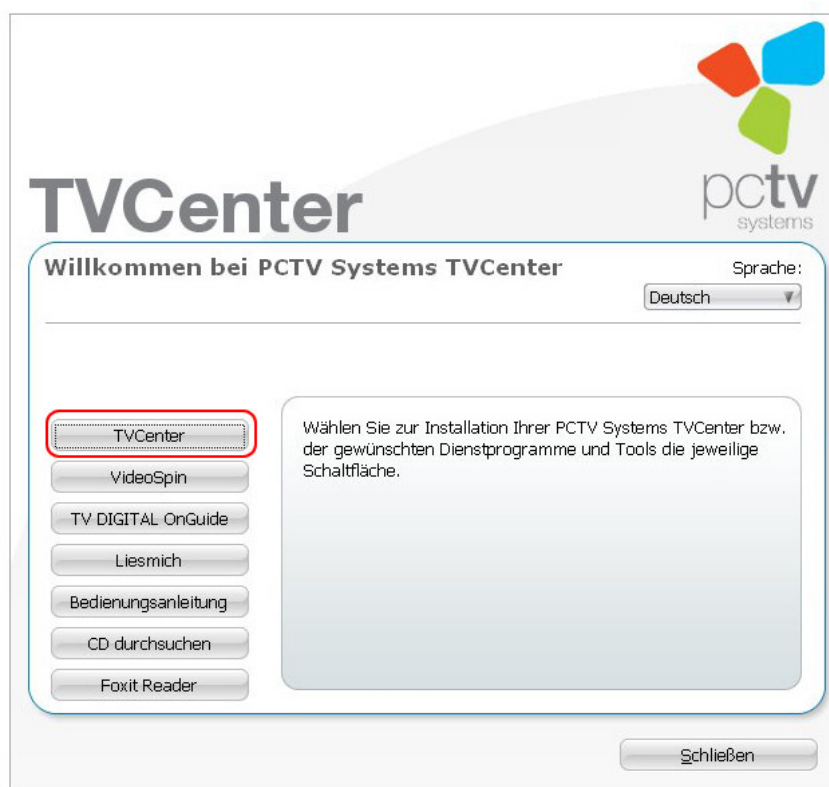 TVCenter
pctv
systems
Willkommen bei PCTV Systems TVCenter
Sprache:
Deutsch
TVCenter
VideoSpin
TV DIGITAL OnGuide
Liesmich
Bedienungsanleitung
CD durchsuchen
Foxit Reader
Wählen Sie zur Installation Ihrer PCTV Systems TVCenter bzw.
der gewünschten Dienstprogramme und Tools die jeweilige
Schaltfläche.
Schließen